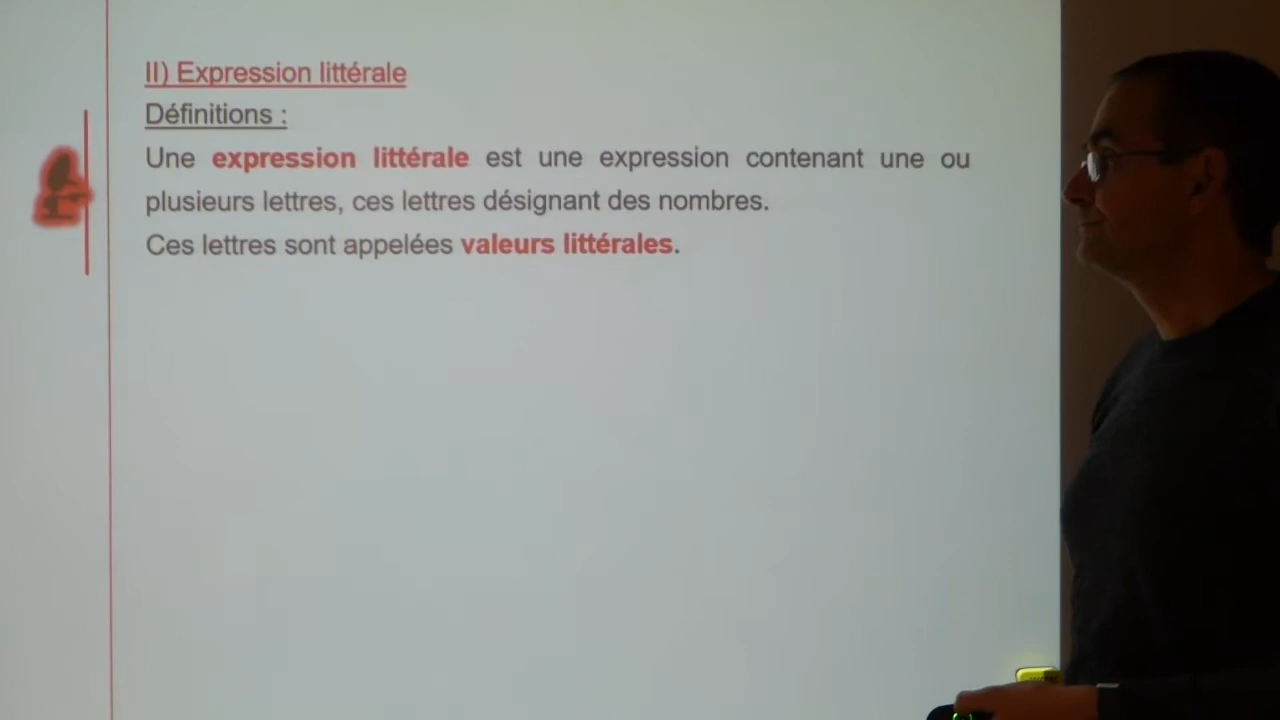 II) Expression littérale
Définitions :
Une expression littérale est une expression contenant une ou
plusieurs lettres, ces lettres désignant des nombres.
Ces lettres sont appelées valeurs littérales.